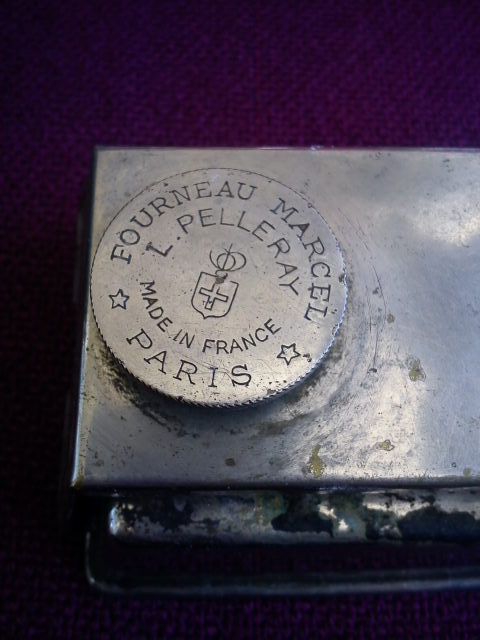 FOURNEAU MARCEL
L. PELLERAY
MADE IN FRANCE
PARIS